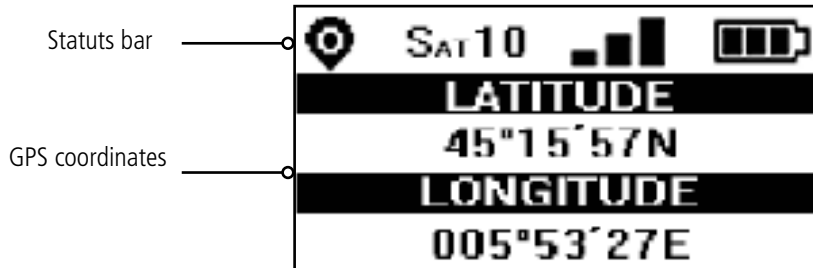 Statuts bar
SAT10
LATITUDE
45°15´57N
GPS coordinates
LONGITUDE
005°53´27E